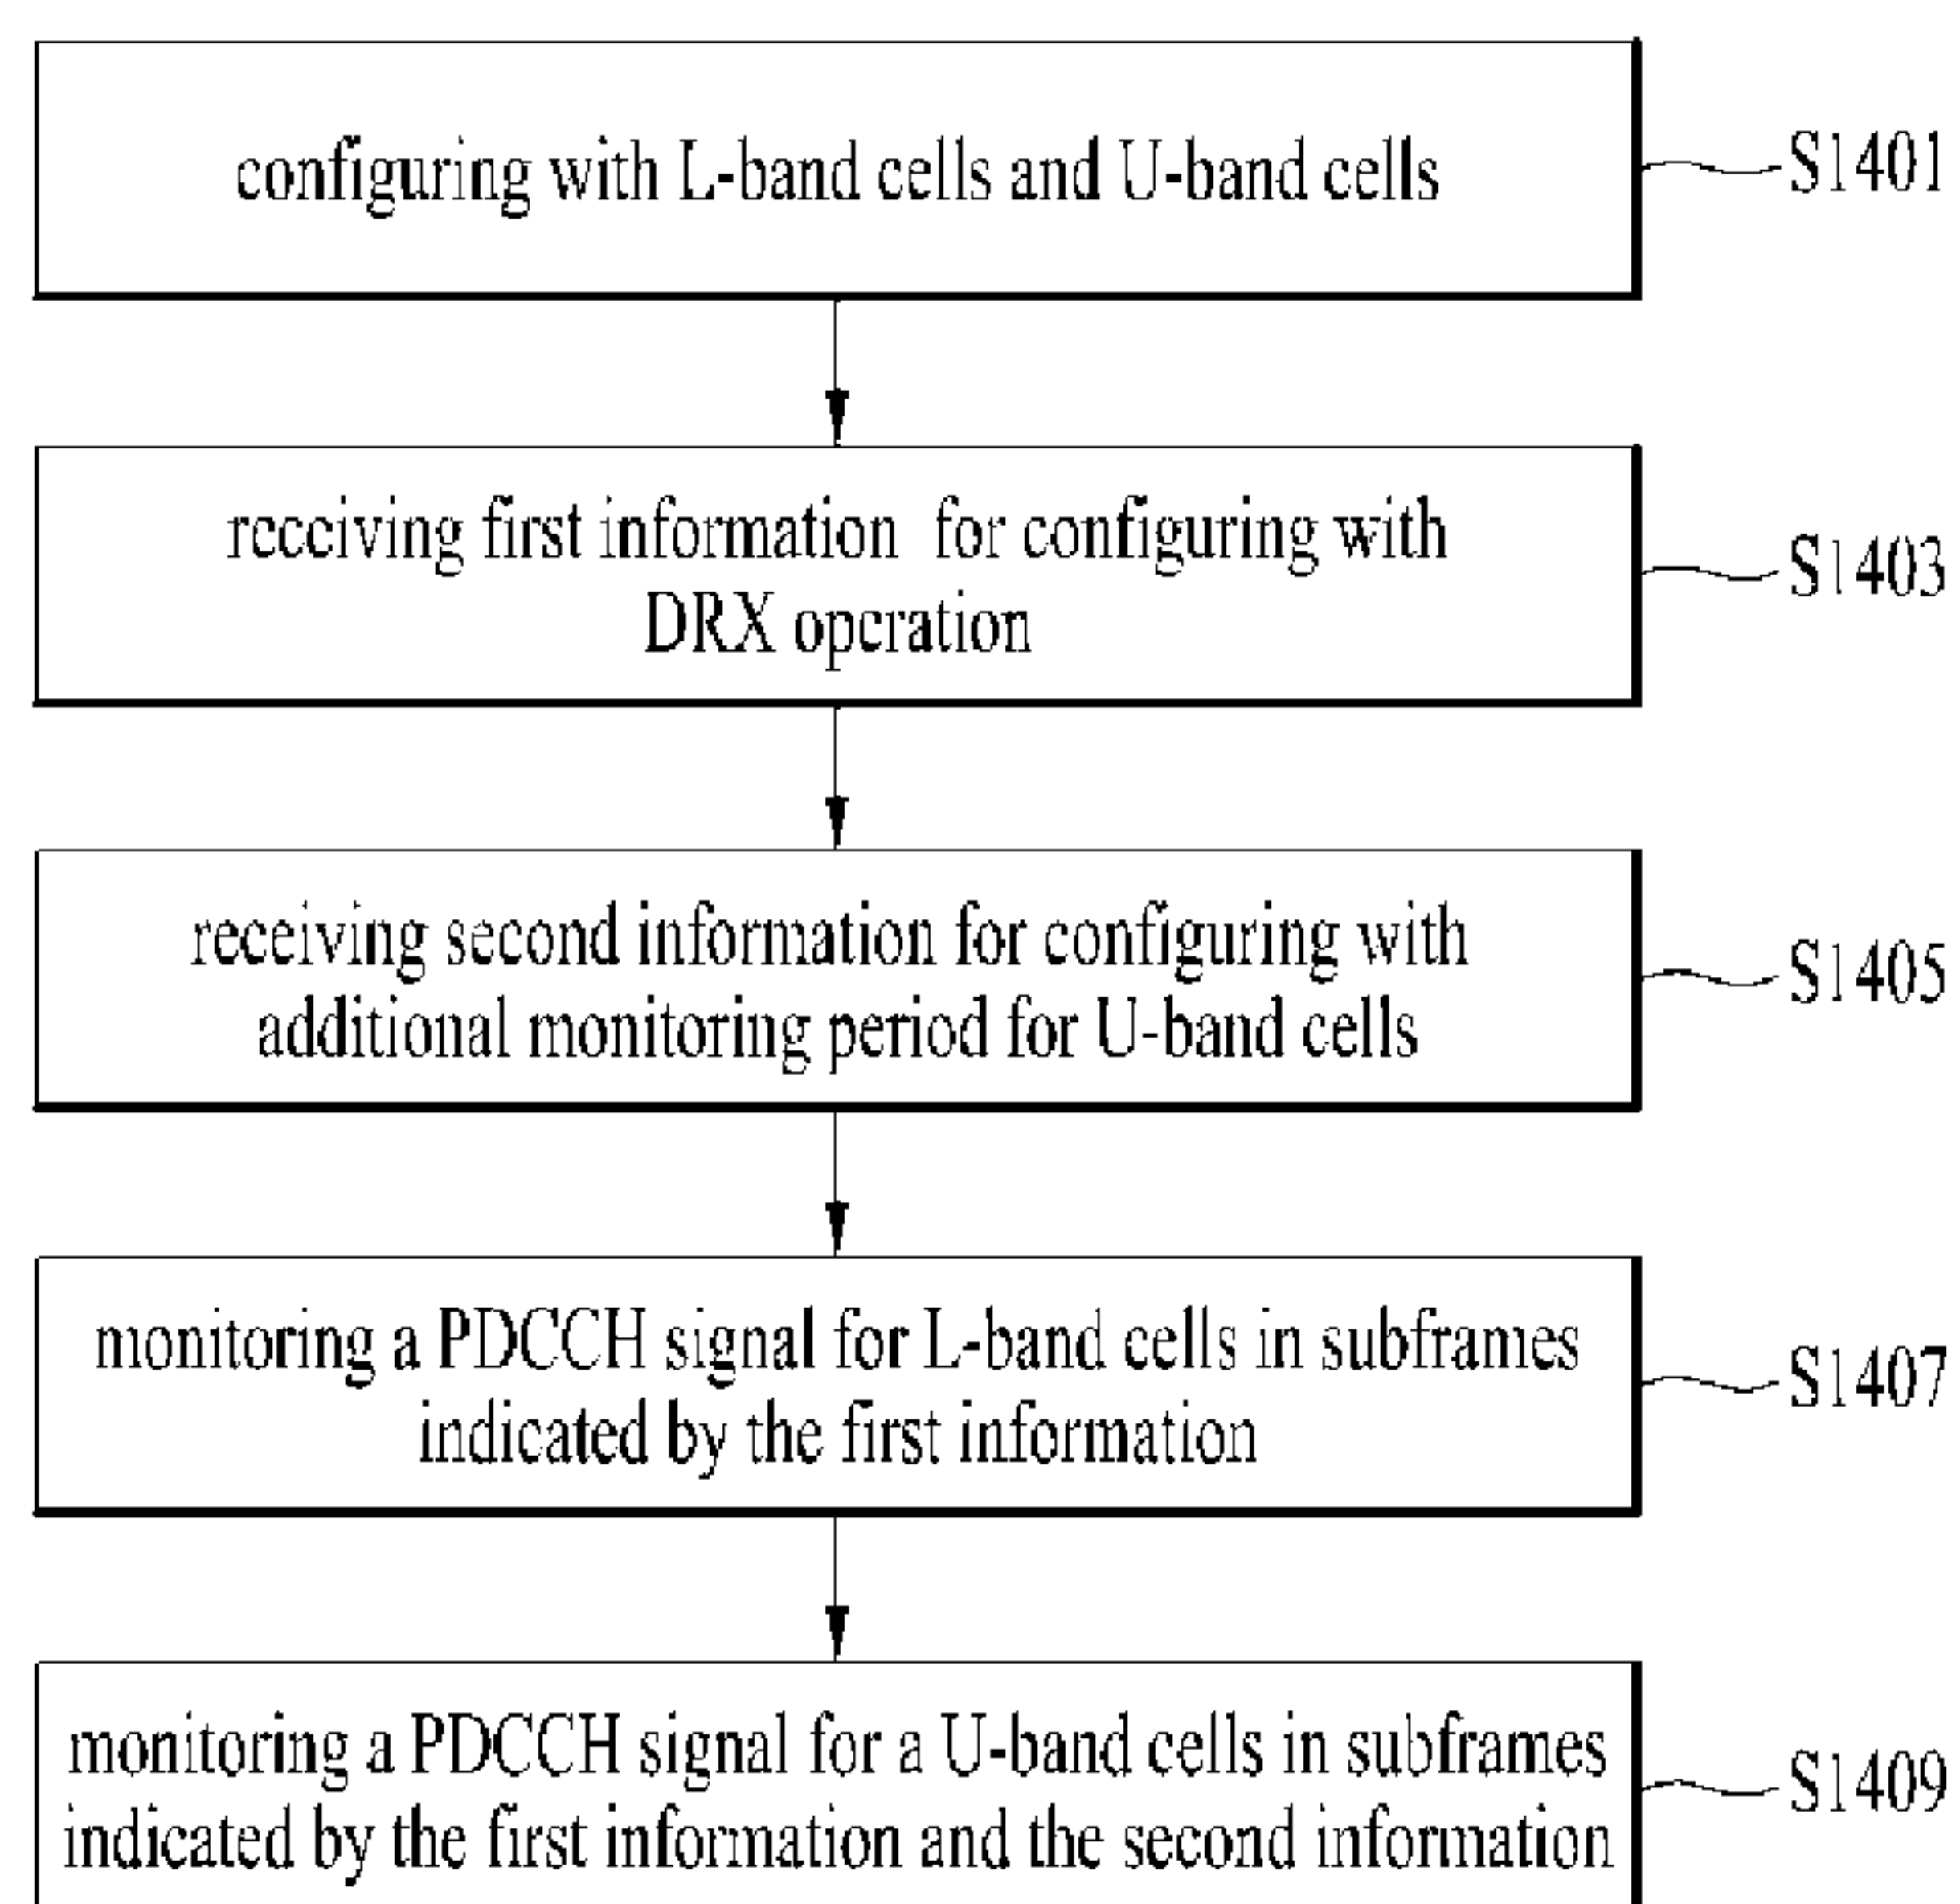 configuring with L-band cells and U-band cells
S1401
receiving first information for configuring with
DRX operation
S1403
receiving second information for configuring with
additional monitoring period for U-band cells
S1405
monitoring a PDCCH signal for L-band cells in subframes
indicated by the first information
S1407
monitoring a PDCCH signal for a U-band cells in subframes
indicated by the first information and the second information
S1409